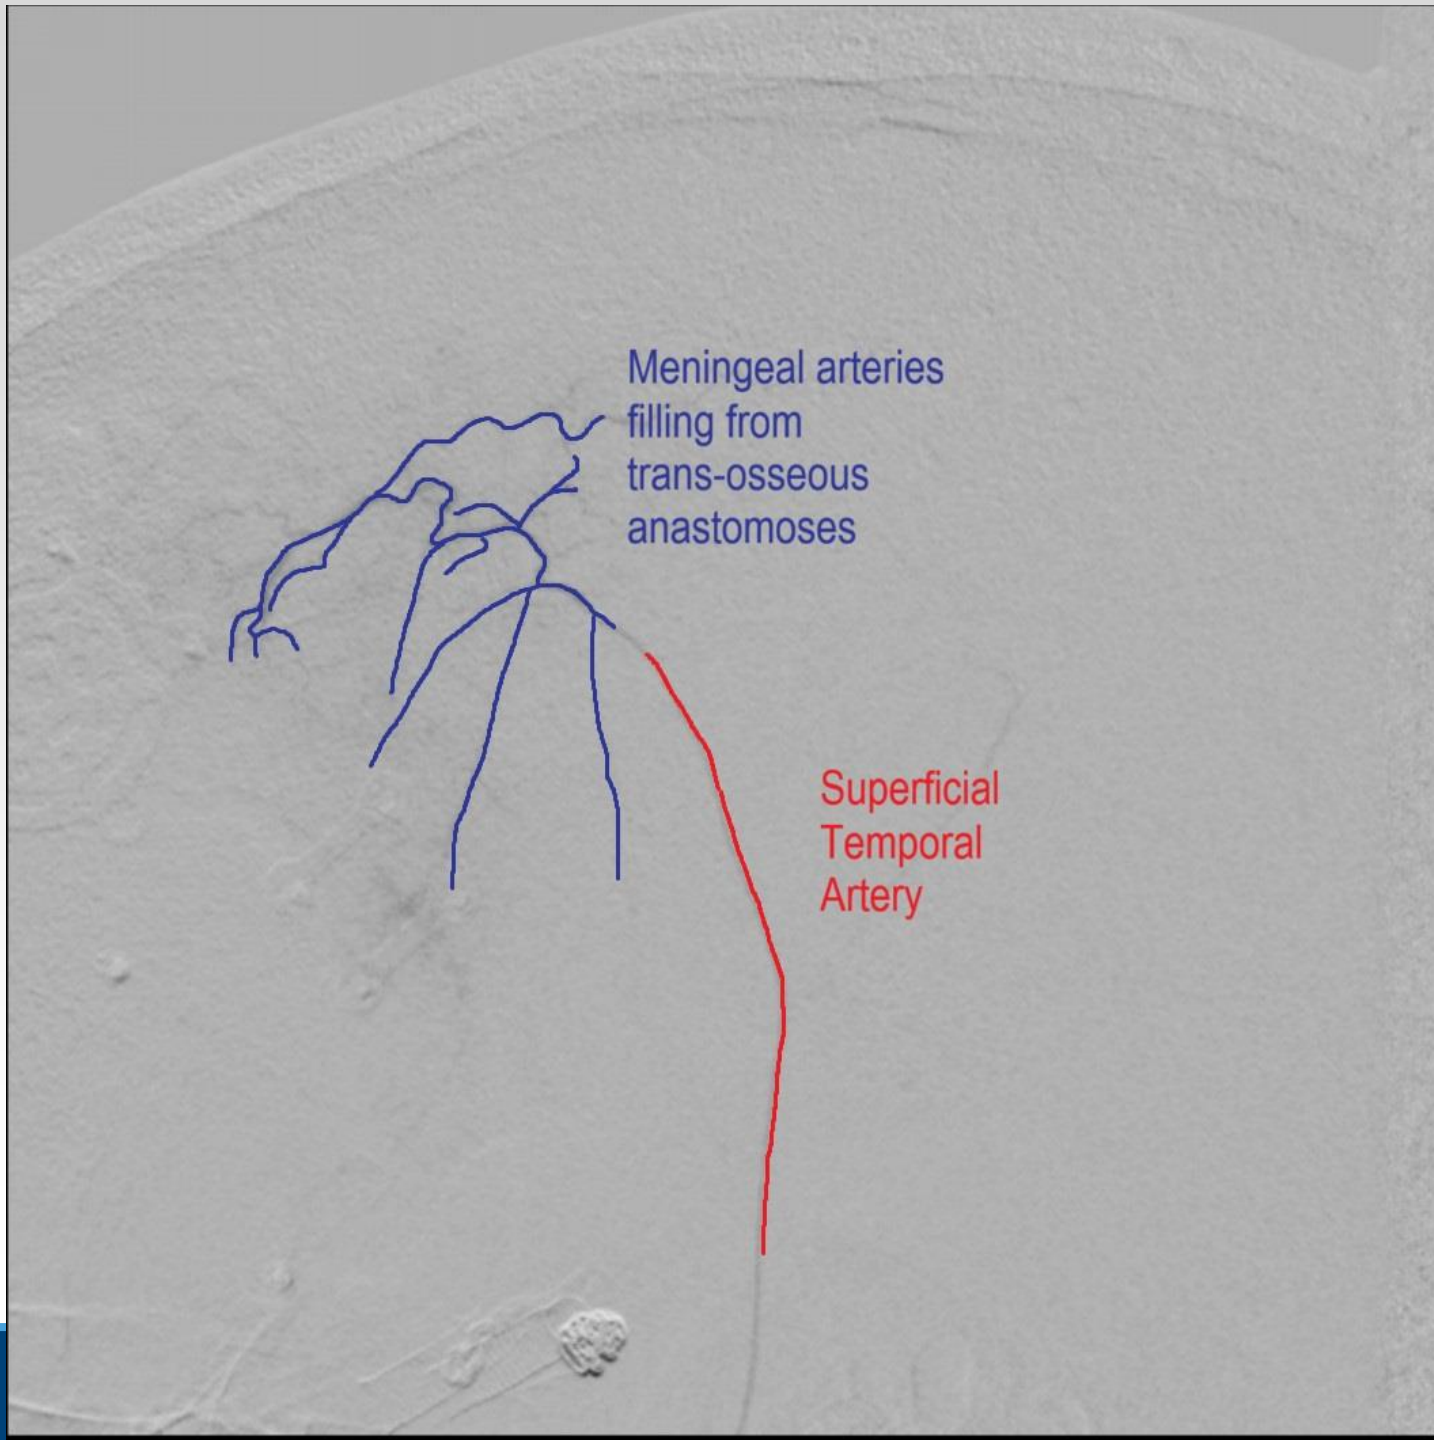 Meningeal arteries
filling from
trans-osseous
anastomoses
Superficial
Temporal
Artery